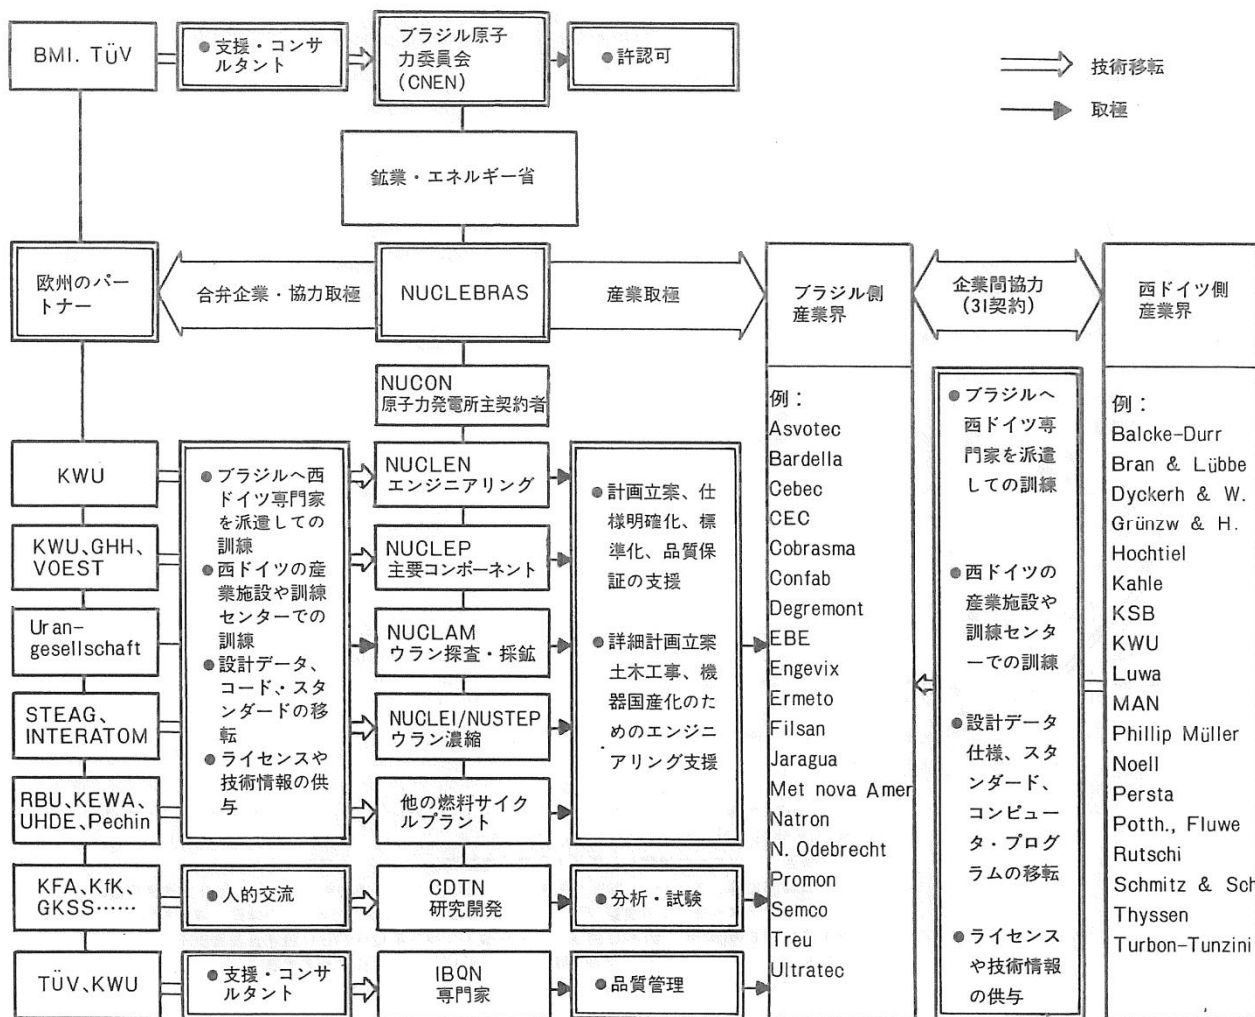 BMI. TÜV
●支援・コンサ
ルタント
ブラジル原子
力委員会
(CNEN)
●許認可
技術移転
取極
鉱業・エネルギー省
欧州のパー
トナー
合弁企業・協力取極
NUCLEBRAS
産業取極
ブラジル側
産業界
企業間協力
(31契約)
西ドイツ側
産業界
NUCON
原子力発電所主契約者
KWU
KWU、GHH、
VOEST
Uran-
gesellschaft
STEAG、
INTERATOM
RBU、KEWA、
UHDE、Pechin
●ブラジルへ西
ドイツ専門家
を派遣しての
訓練
●西ドイツの産
業施設や訓練
センターでの
訓練
●設計データ、
コード、スタ
ンダードの移
転
●ライセンスや
技術情報の供
与
NUCLEN
エンジニアリング
NUCLEP
主要コンポーネント
NUCLAM
ウラン探査・採鉱
NUCLEI/NUSTEP
ウラン濃縮
他の燃料サイク
ルプラント
●計画立案、仕
様明確化、標
準化、品質保
証の支援
●詳細計画立案
土木工事、機
器国産化のた
めのエンジニ
アリング支援
KFA、KfK、
GKSS……
●人的交流
CDTN
研究開発
●分析・試験
TÜV、KWU
●支援・コンサ
ルタント
IBQN
専門家
●品質管理
例：
Asvotec
Bardella
Cebec
CEC
Cobrasma
Confab
Degremont
EBE
Engevix
Ermeto
Filsan
Jaragua
Met nova Amer
Natron
N. Odebrecht
Promon
Semco
Treu
Ultratec
●ブラジルへ
西ドイツ専
門家を派遣
しての訓練
●西ドイツの
産業施設や
訓練センタ
ーでの訓練
●設計データ
仕様、スタ
ンダード、
コンピュー
タ・プログ
ラムの移転
●ライセンス
や技術情報
の供与
例：
Balcke-Durr
Bran & Lübbe
Dyckerh & W.
Grünzw & H.
Hochtiel
Kahle
KSB
KWU
Luwa
MAN
Phillip Müller
Noell
Persta
Potth., Fluwe
Rutschi
Schmitz & Sch
Thyssen
Turbon-Tunzini